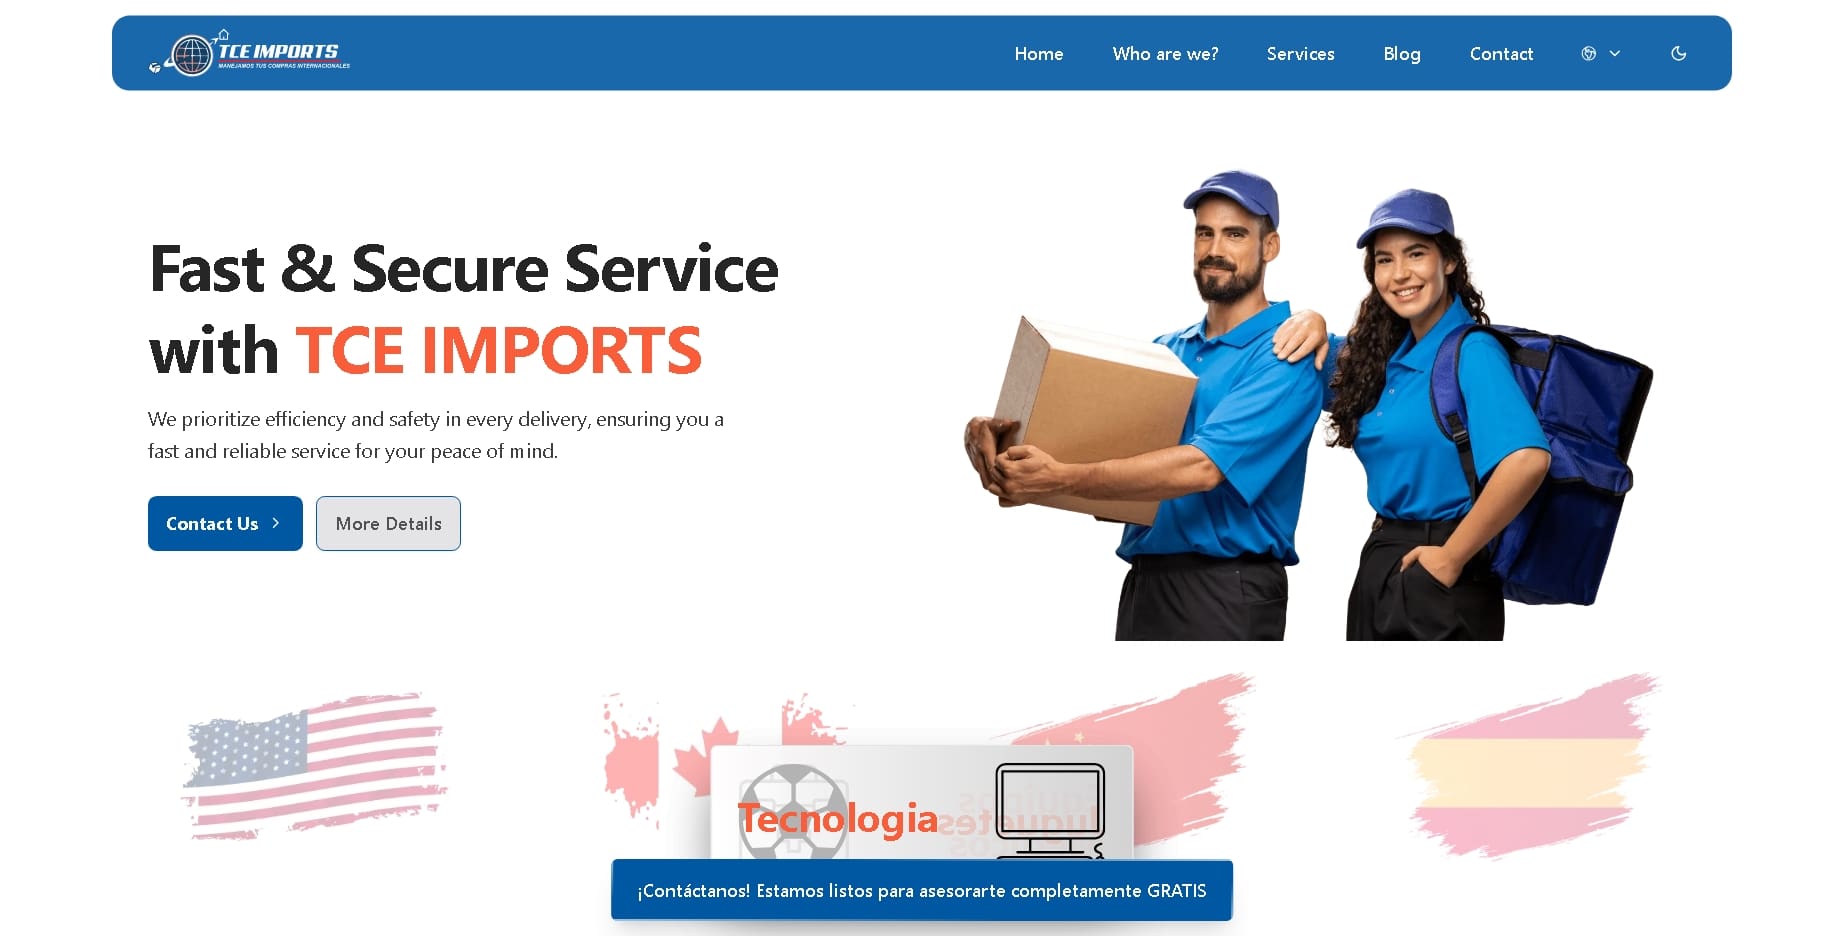 TCE IMPORTS
MANEJAMOS TUS COMPRAS INTERNACIONALES
Home
Who are we?
Services
Blog
Contact
Fast & Secure Service
with TCE IMPORTS
We prioritize efficiency and safety in every delivery, ensuring you a
fast and reliable service for your peace of mind.
Contact Us
More Details
Tecnologia
Juguetes
¡Contáctanos! Estamos listos para asesorarte completamente GRATIS